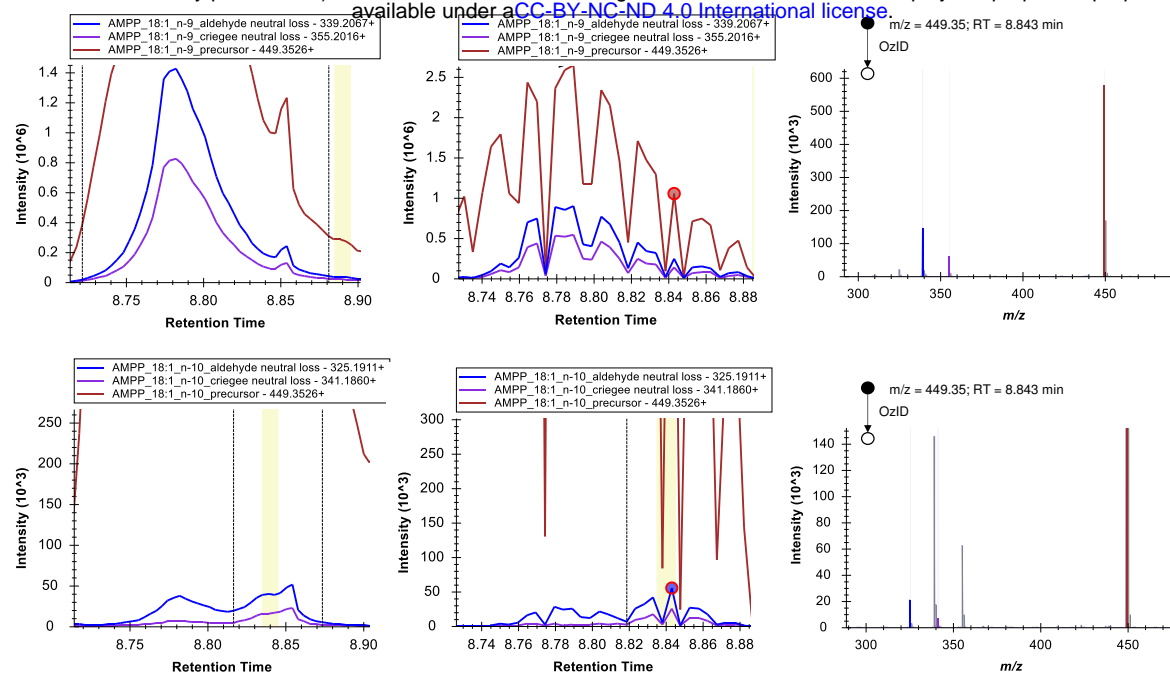 available under aCC-BY-NC-ND 4.0 International license.
AMPP_18:1_n-9_aldehyde neutral loss - 339.2067+
AMPP_18:1_n-9_criegee neutral loss - 355.2016+
AMPP_18:1_n-9_precursor - 449.3526+
1.4
1.2
1
0.8
0.6
0.4
0.2
0
Intensity (10^6)
8.75 8.80 8.85 8.90
Retention Time
AMPP_18:1_n-9_aldehyde neutral loss - 339.2067+
AMPP_18:1_n-9_criegee neutral loss - 355.2016+
AMPP_18:1_n-9_precursor - 449.3526+
2.5
2
1.5
1
0.5
0
Intensity (10^6)
8.74 8.76 8.78 8.80 8.82 8.84 8.86 8.88
Retention Time
m/z = 449.35; RT = 8.843 min
OzID
600
500
400
300
200
100
0
Intensity (10^3)
300 350 400 450
m/z
AMPP_18:1_n-10_aldehyde neutral loss - 325.1911+
AMPP_18:1_n-10_criegee neutral loss - 341.1860+
AMPP_18:1_n-10_precursor - 449.3526+
250
200
150
100
50
0
Intensity (10^3)
8.75 8.80 8.85 8.90
Retention Time
AMPP_18:1_n-10_aldehyde neutral loss - 325.1911+
AMPP_18:1_n-10_criegee neutral loss - 341.1860+
AMPP_18:1_n-10_precursor - 449.3526+
300
250
200
150
100
50
0
Intensity (10^3)
8.74 8.76 8.78 8.80 8.82 8.84 8.86 8.88
Retention Time
m/z = 449.35; RT = 8.843 min
OzID
140
120
100
80
60
40
20
0
Intensity (10^3)
300 350 400 450
m/z